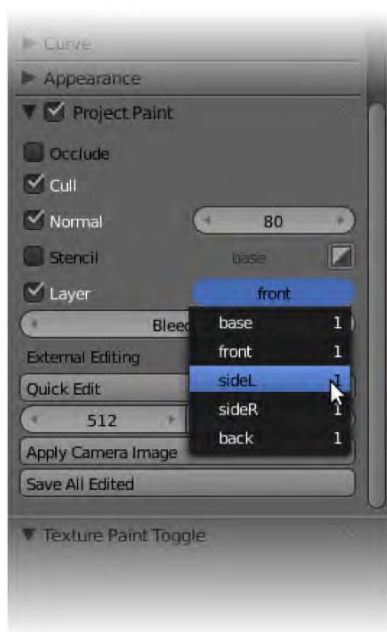 Curve
Appearance
Project Paint
Occlude
Cull
Normal 80
Stencil base
Layer front
Bleed
base 1
front 1
sideL 1
sideR 1
back 1
External Editing
Quick Edit
512
Apply Camera Image
Save All Edited
Texture Paint Toggle